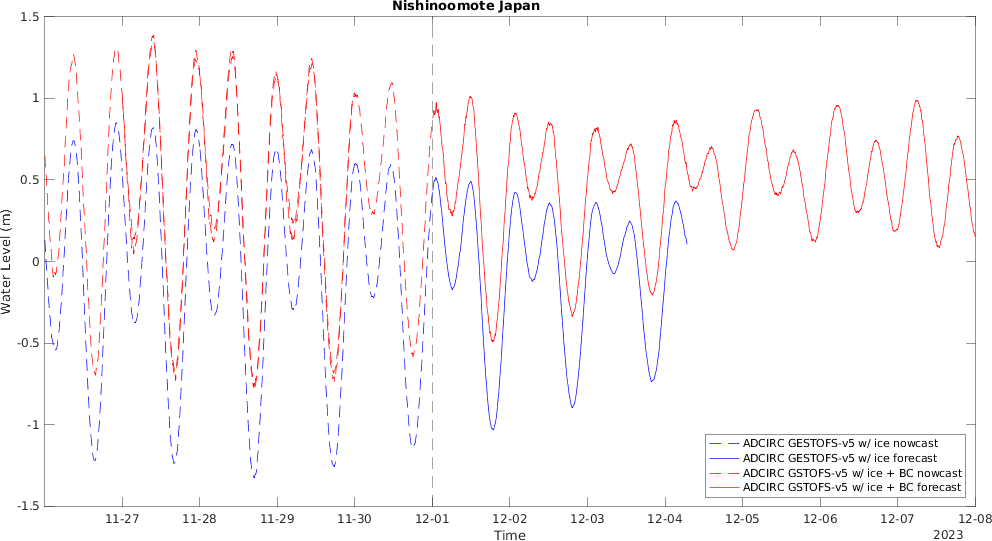 Nishinoomote Japan
1.5
1
0.5
0
-0.5
-1
-1.5
Water Level (m)
11-27 11-28 11-29 11-30 12-01 12-02 12-03 12-04 12-05 12-06 12-07 12-08
Time
2023
ADCIRC GESTOFS-v5 w/ ice nowcast
ADCIRC GESTOFS-v5 w/ ice forecast
ADCIRC GSTOFS-v5 w/ ice + BC nowcast
ADCIRC GSTOFS-v5 w/ ice + BC forecast